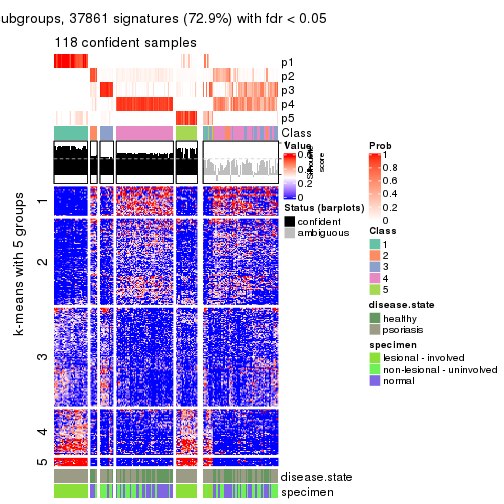 ubgroups, 37861 signatures (72.9%) with fdr < 0.05
118 confident samples
p1
p2
p3
p4
p5
Class
1
2
3
4
5
k-means with 5 groups
disease.state
specimen
Value
0.6
0.4
0.2
0
Silhouette
score
Status (barplots)
confident
ambiguous
Prob
1
0.8
0.6
0.4
0.2
0
Class
1
2
3
4
5
disease.state
healthy
psoriasis
specimen
lesional - involved
non-lesional - uninvolved
normal